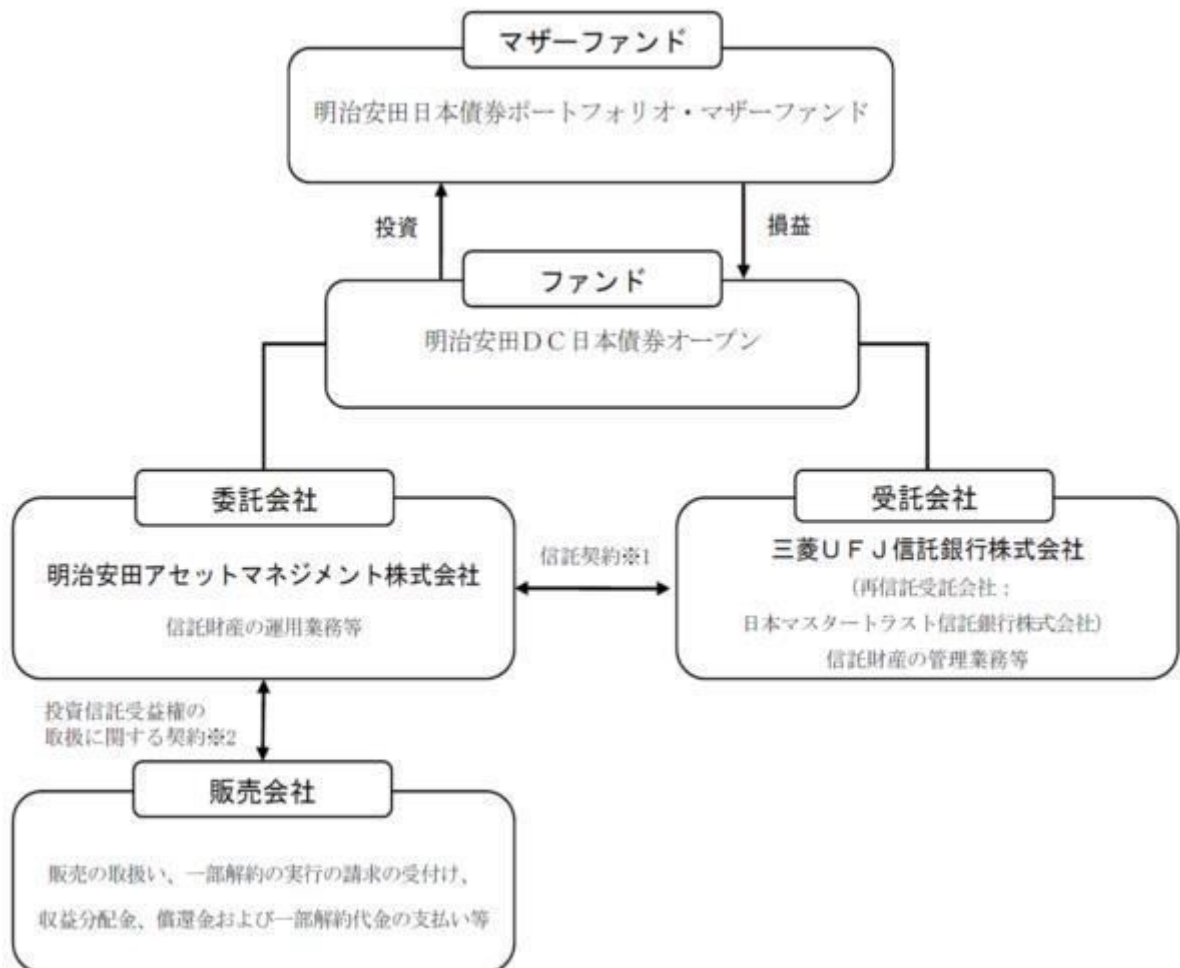 マザーファンド
明治安田日本債券ポートフォリオ・マザーファンド
投資
損益
ファンド
明治安田DC日本債券オープン
委託会社
明治安田アセットマネジメント株式会社
信託財産の運用業務等
信託契約※1
受託会社
三菱UFJ信託銀行株式会社
(再信託受託会社:
日本マスタートラスト信託銀行株式会社)
信託財産の管理業務等
投資信託受益権の
取扱に関する契約※2
販売会社
販売の取扱い、一部解約の実行の請求の受付け、
収益分配金、償還金および一部解約代金の支払い等